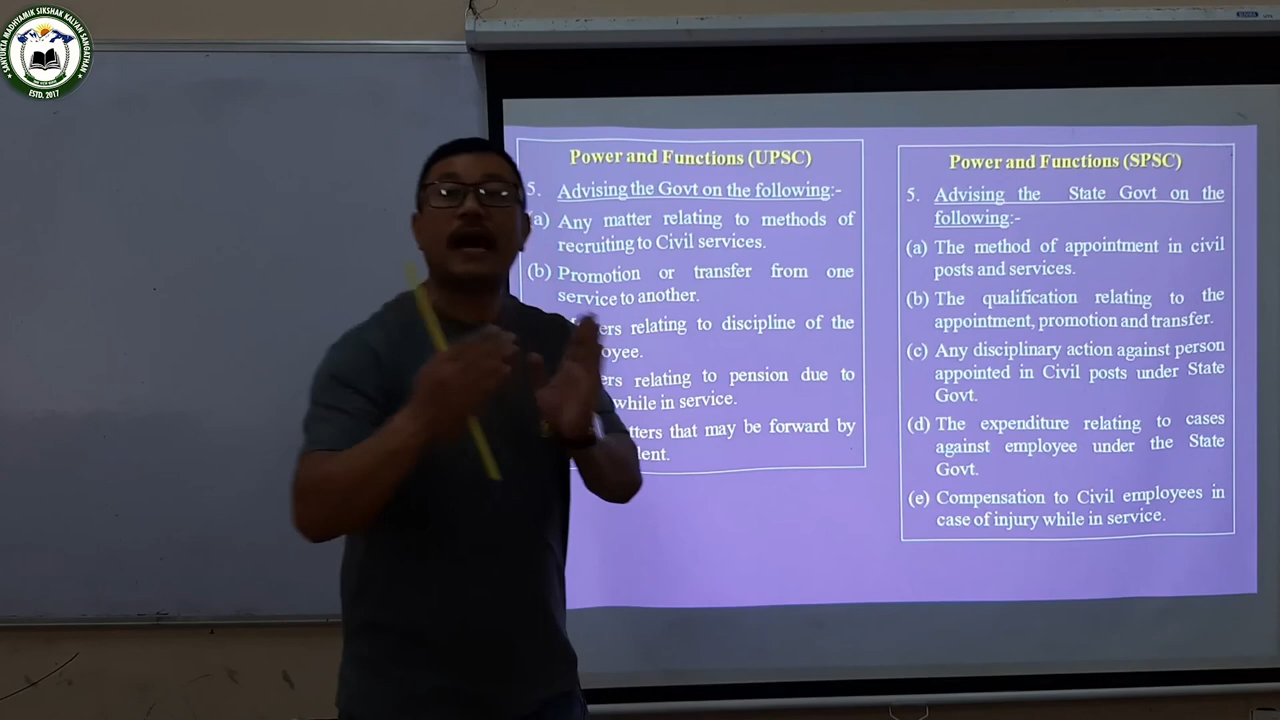 SANYUKTA MADHYAMIK SIKSHAK KALYAN SANGATHAN
ESTD. 2017
Power and Functions (UPSC)
5. Advising the Govt on the following:-
a) Any matter relating to methods of
recruiting to Civil services.
(b) Promotion or transfer from one
service to another.
ers relating to discipline of the
oyee.
ers relating to pension due to
while in service.
tters that may be forward by
dent.
Power and Functions (SPSC)
5. Advising the State Govt on the
following:-
(a) The method of appointment in civil
posts and services.
(b) The qualification relating to the
appointment, promotion and transfer.
(c) Any disciplinary action against person
appointed in Civil posts under State
Govt.
(d) The expenditure relating to cases
against employee under the State
Govt.
(e) Compensation to Civil employees in
case of injury while in service.